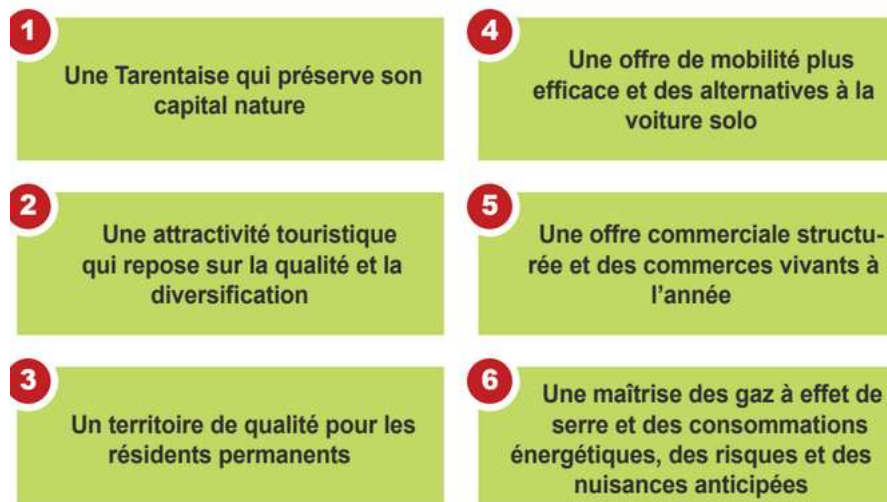 1
Une Tarentaise qui préserve son
capital nature
2
Une attractivité touristique
qui repose sur la qualité et la
diversification
3
Un territoire de qualité pour les
résidents permanents
4
Une offre de mobilité plus
efficace et des alternatives à la
voiture solo
5
Une offre commerciale structu-
rée et des commerces vivants à
l’année
6
Une maîtrise des gaz à effet de
serre et des consommations
énergétiques, des risques et des
nuisances anticipées